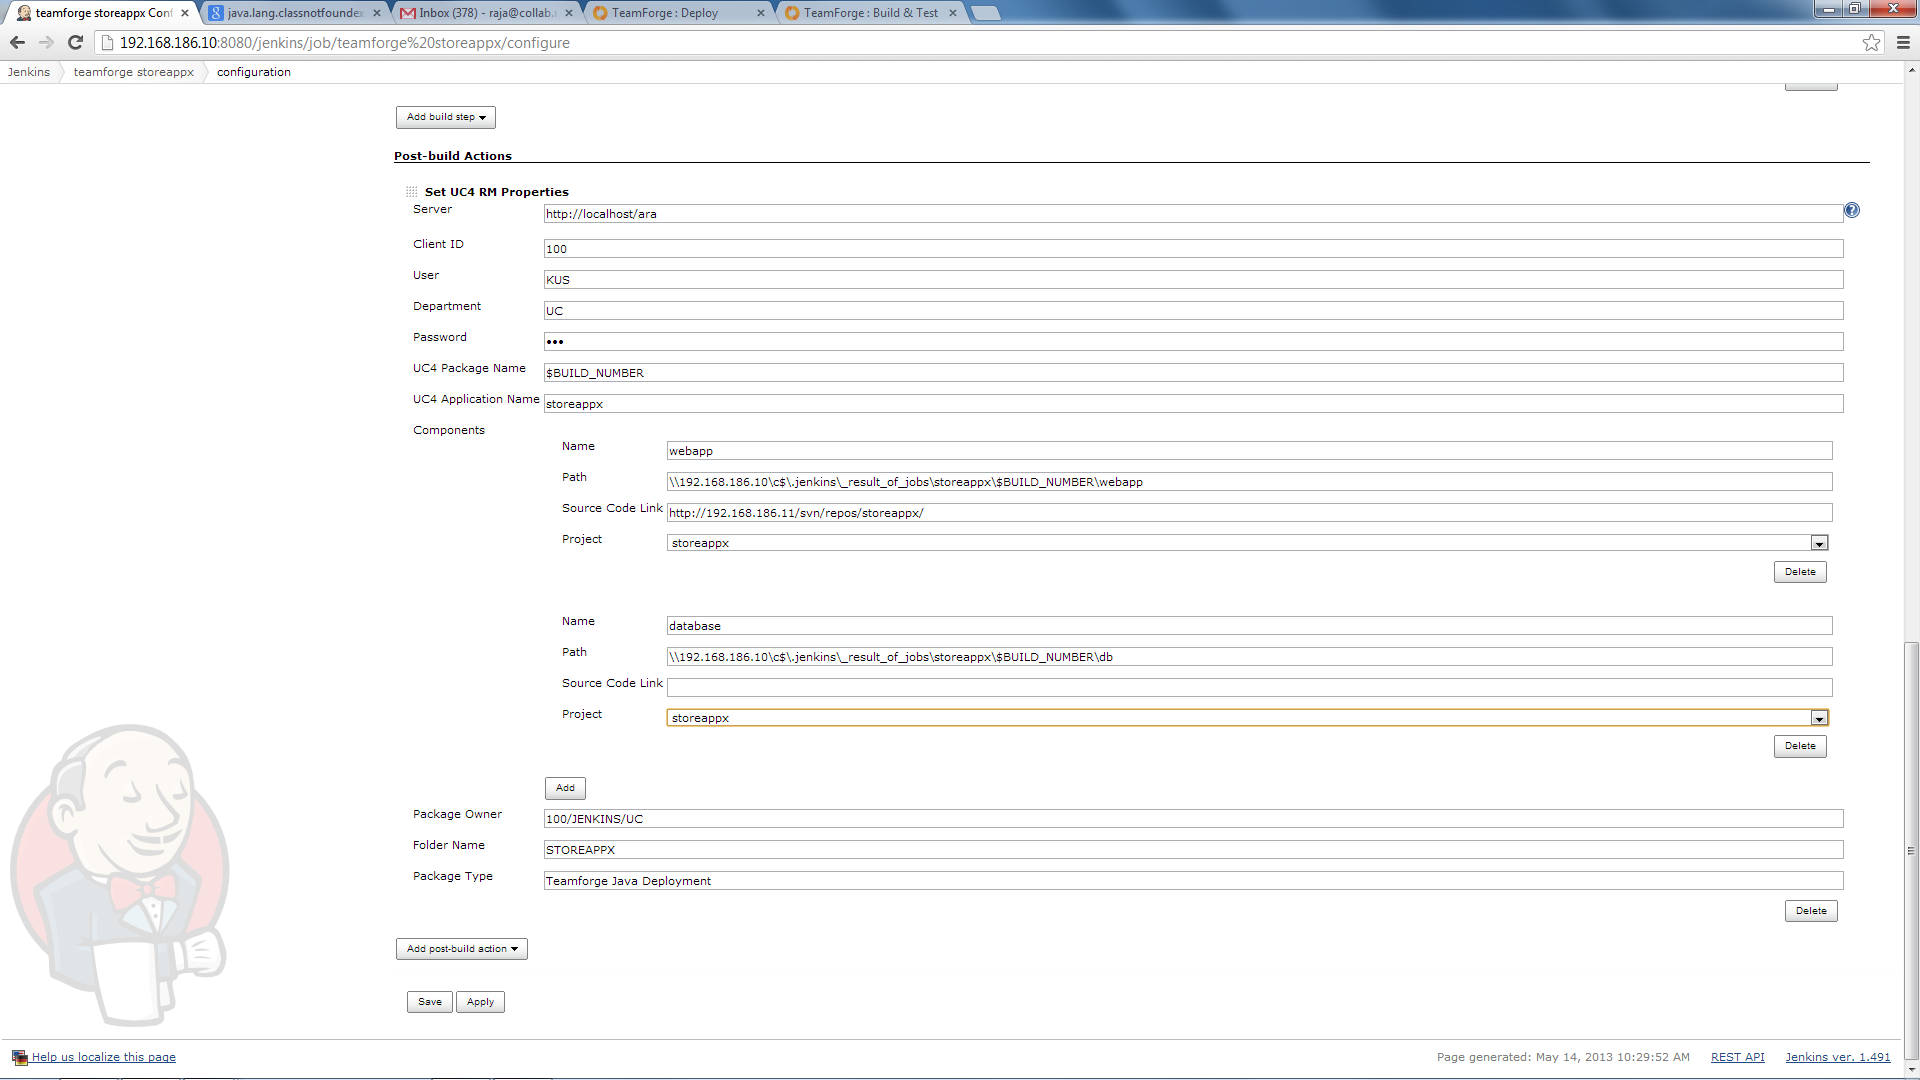 teamforge storeappx Conf
java.lang.classnotfoundex
Inbox (378) - raja@collab.
TeamForge : Deploy
TeamForge : Build & Test
192.168.186.10:8080/jenkins/job/teamforge%20storeappx/configure
Jenkins
teamforge storeappx
configuration
Add build step
Post-build Actions
Set UC4 RM Properties
Server
http://localhost/ara
Client ID
100
User
KUS
Department
UC
Password
•••
UC4 Package Name
$BUILD_NUMBER
UC4 Application Name
storeappx
Components
Name
webapp
Path
\\192.168.186.10\c$\.jenkins\_result_of_jobs\storeappx\$BUILD_NUMBER\webapp
Source Code Link
http://192.168.186.11/svn/repos/storeappx/
Project
storeappx
Delete
Name
database
Path
\\192.168.186.10\c$\.jenkins\_result_of_jobs\storeappx\$BUILD_NUMBER\db
Source Code Link
Project
storeappx
Delete
Add
Package Owner
100/JENKINS/UC
Folder Name
STOREAPPX
Package Type
Teamforge Java Deployment
Delete
Add post-build action
Save
Apply
Help us localize this page
Page generated: May 14, 2013 10:29:52 AM
REST API
Jenkins ver. 1.491